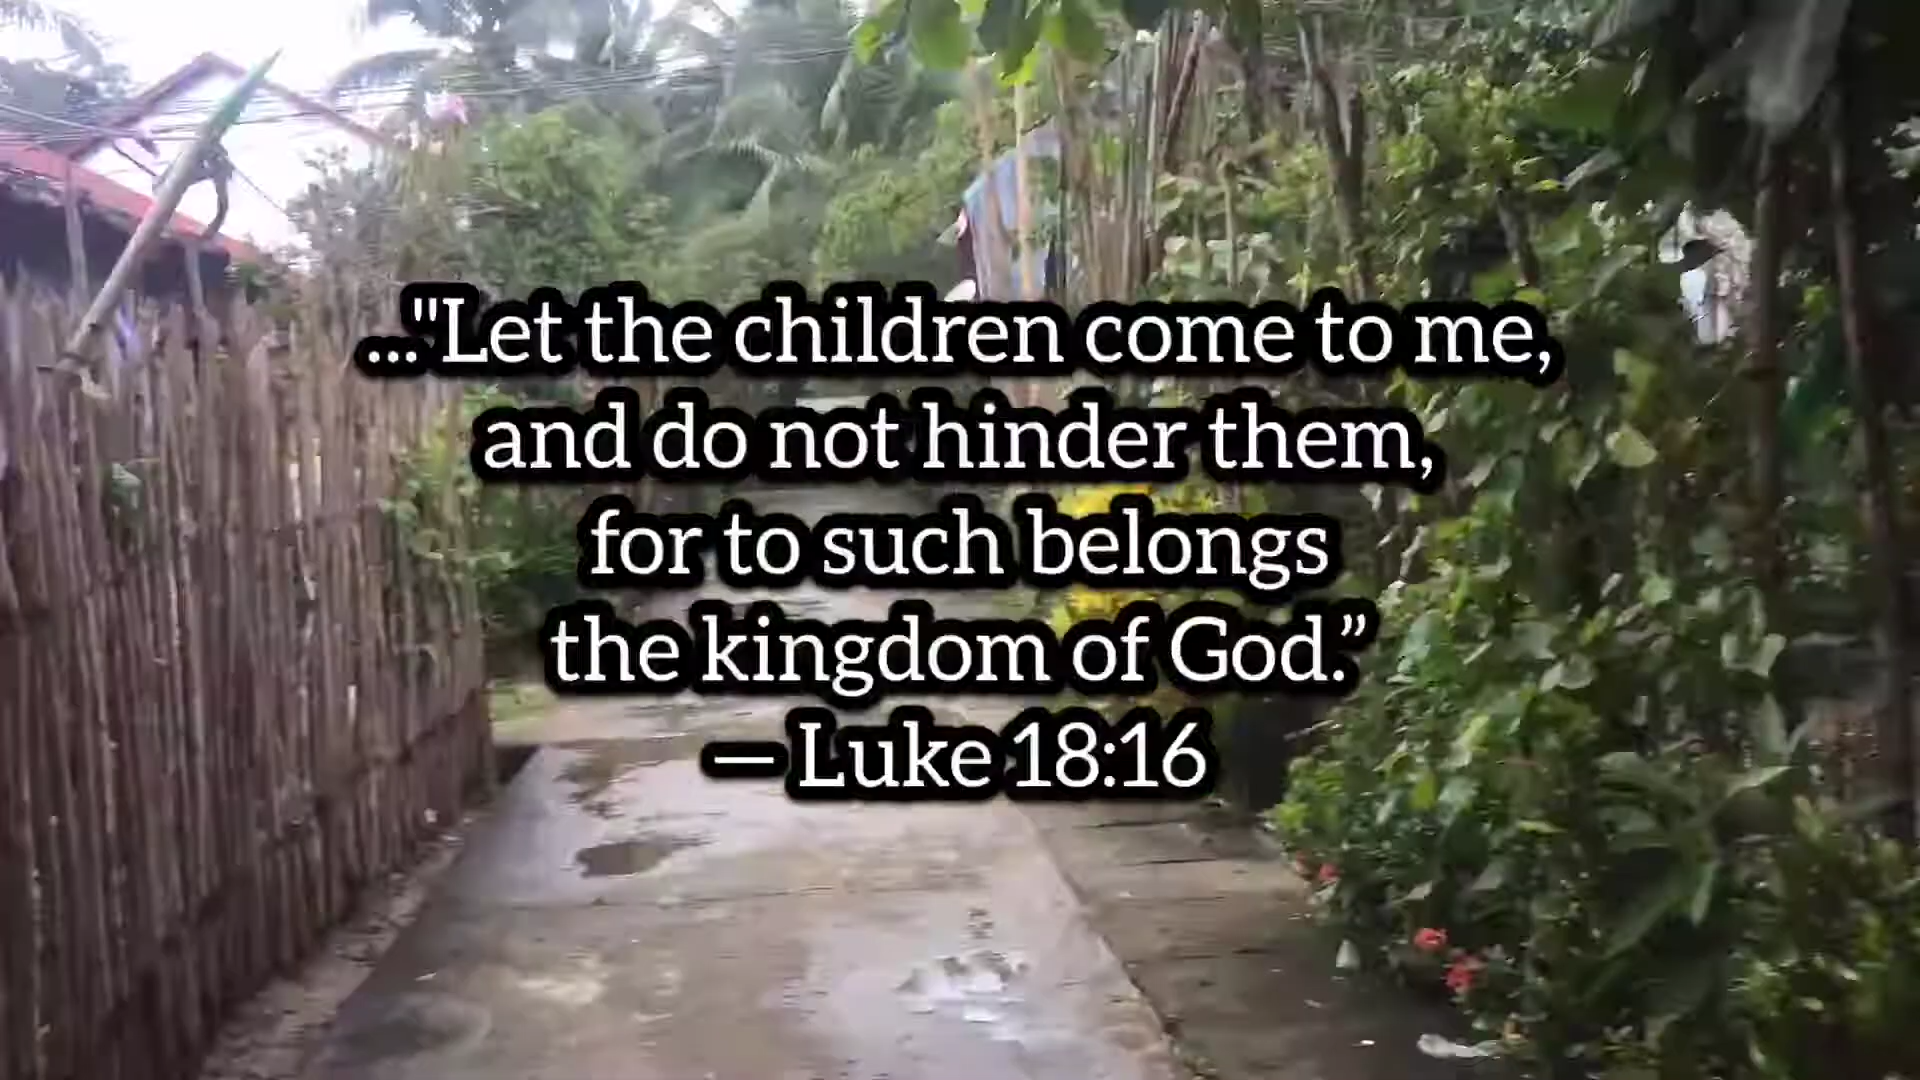 ..."Let the children come to me,
and do not hinder them,
for to such belongs
the kingdom of God.”
— Luke 18:16